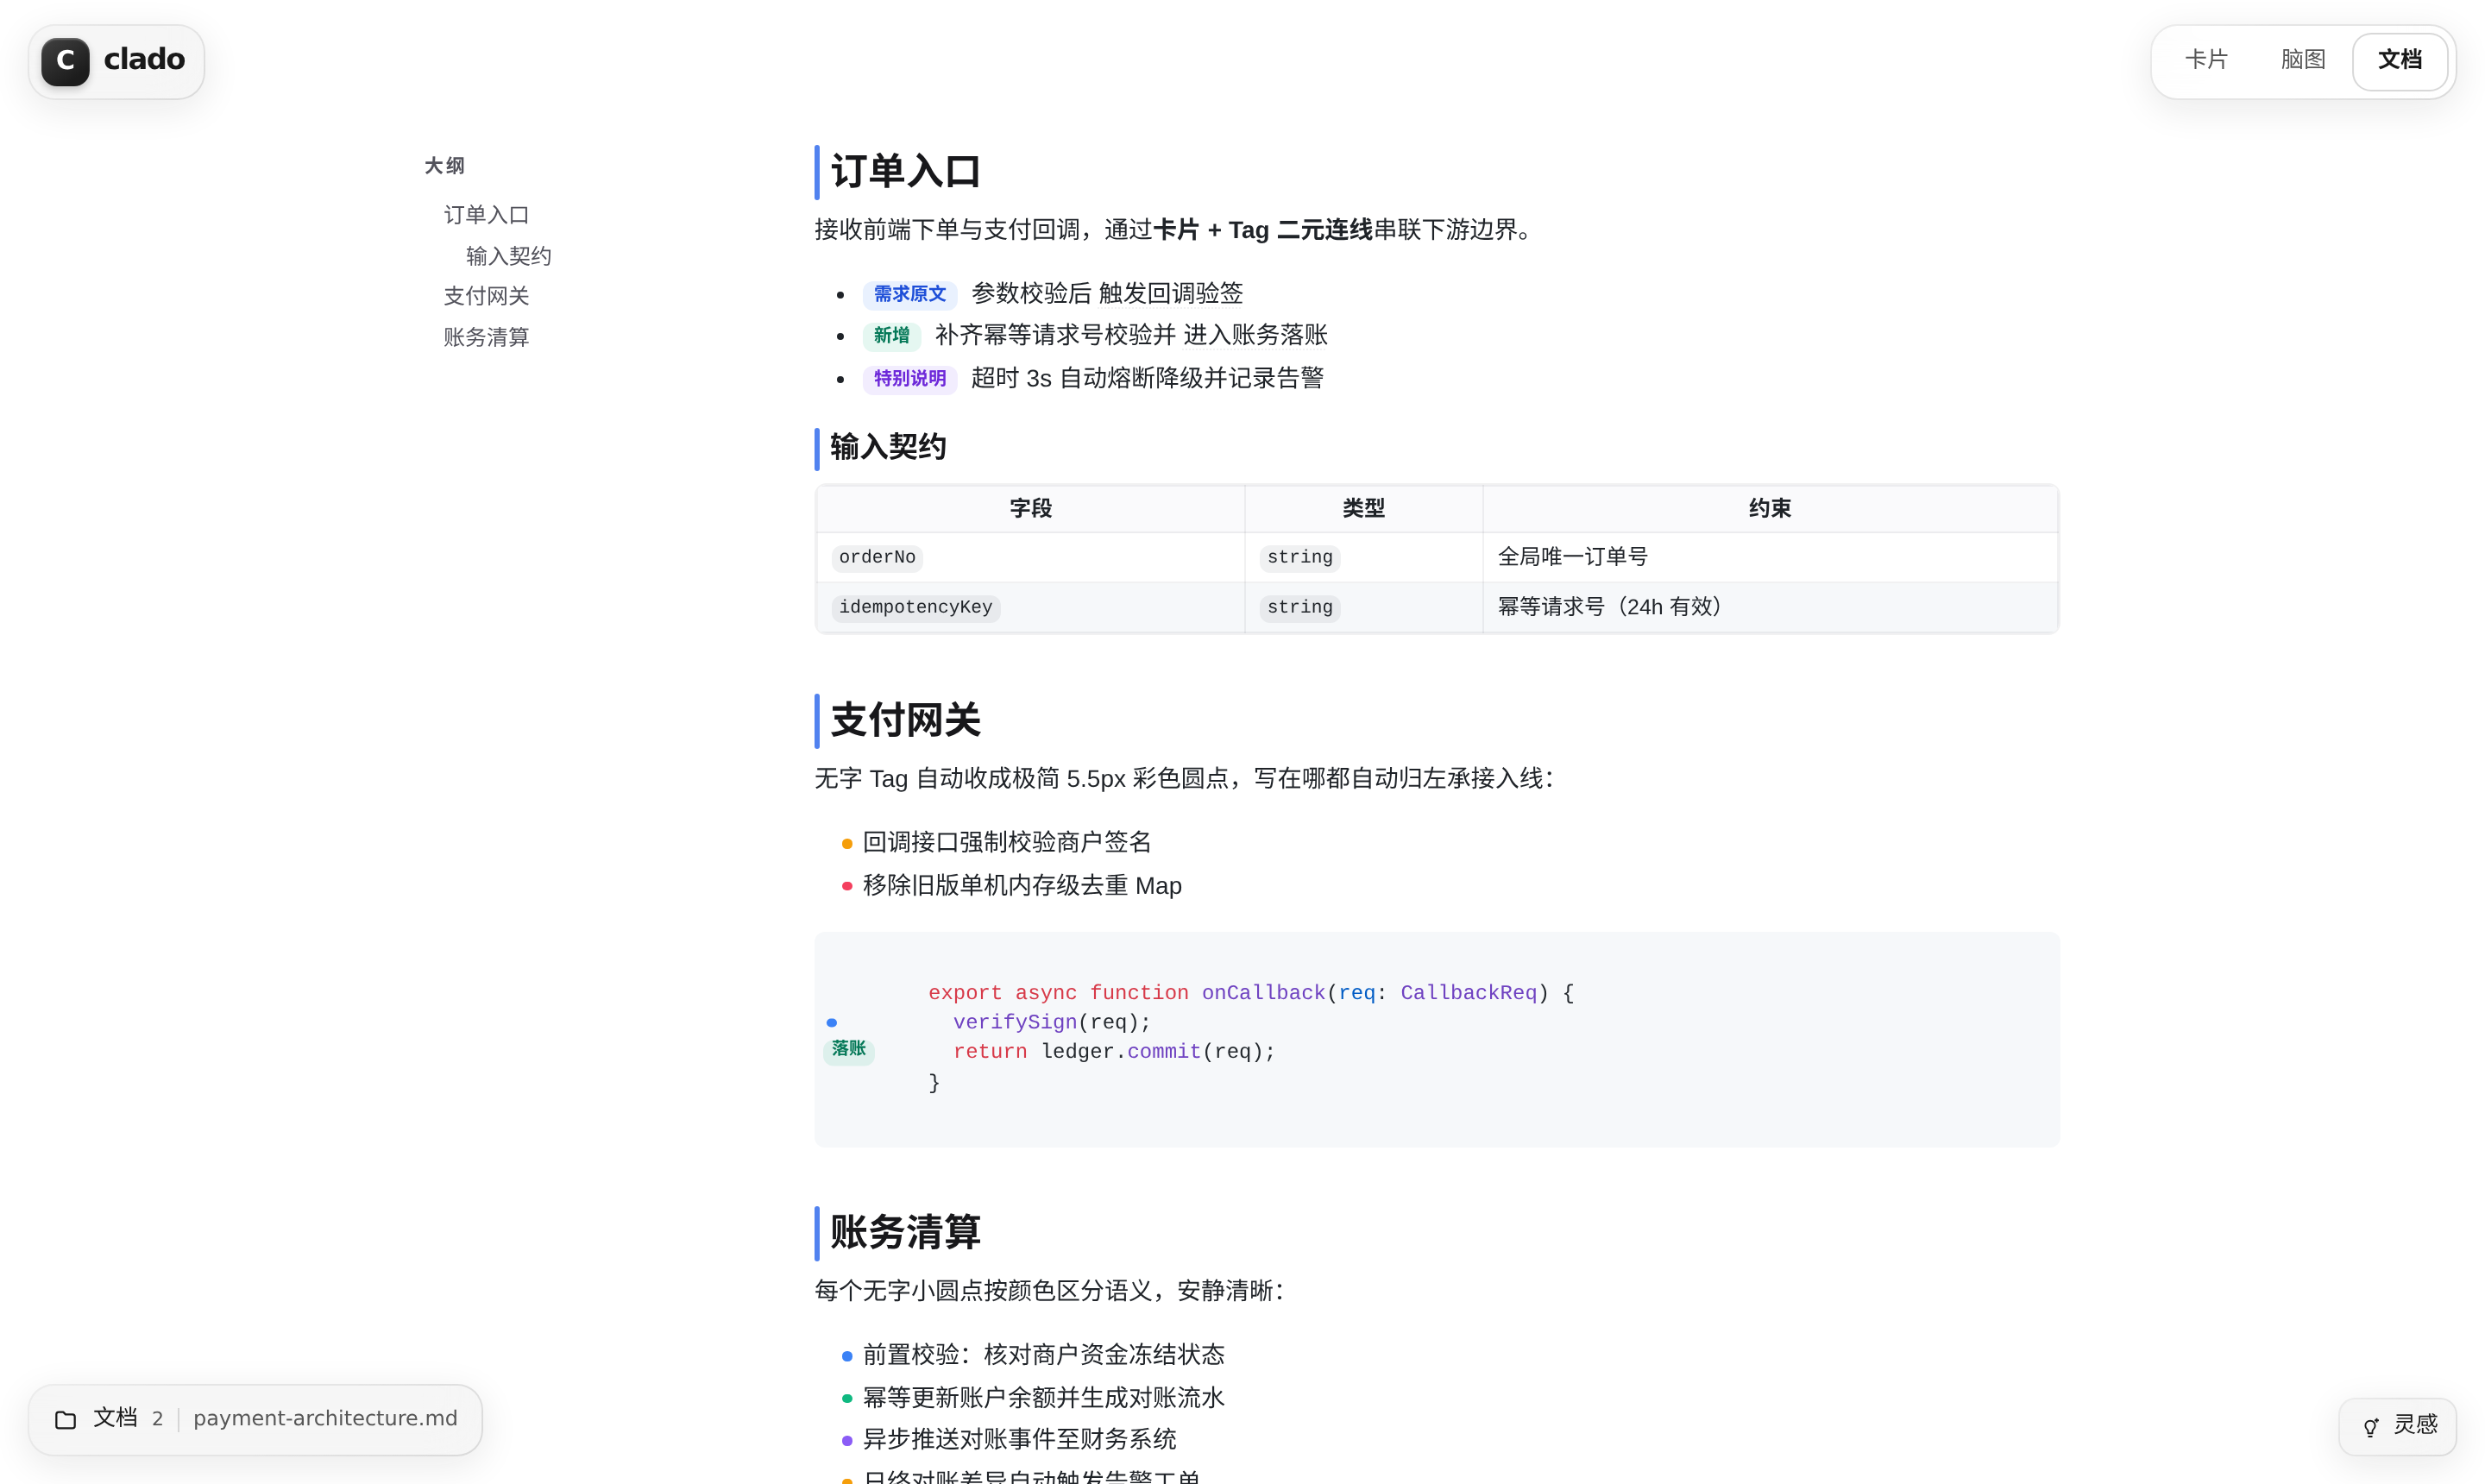 C clado
卡片 脑图 文档
大纲
订单入口
输入契约
支付网关
账务清算
订单入口
接收前端下单与支付回调，通过卡片 + Tag 二元连线串联下游边界。
需求原文 参数校验后 触发回调验签
新增 补齐幂等请求号校验并 进入账务落账
特别说明 超时 3s 自动熔断降级并记录告警
输入契约
字段 类型 约束
orderNo string 全局唯一订单号
idempotencyKey string 幂等请求号（24h 有效）
支付网关
无字 Tag 自动收成极简 5.5px 彩色圆点，写在哪都自动归左承接入线：
回调接口强制校验商户签名
移除旧版单机内存级去重 Map
export async function onCallback(req: CallbackReq) {
verifySign(req);
落账 return ledger.commit(req);
}
账务清算
每个无字小圆点按颜色区分语义，安静清晰：
前置校验：核对商户资金冻结状态
幂等更新账户余额并生成对账流水
异步推送对账事件至财务系统
日终对账差异自动触发告警工单
文档 2 payment-architecture.md
灵感